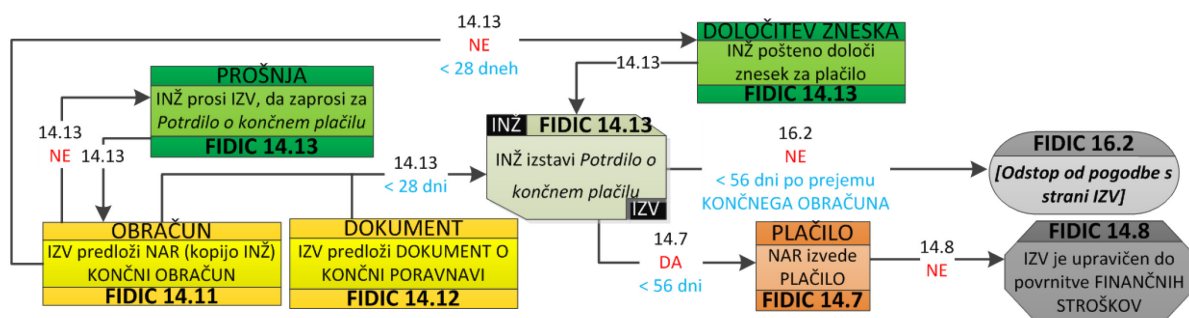 14.13
NE
< 28 dneh
DOLOČITEV ZNESKA
INŽ pošteno določi
znesek za plačilo
FIDIC 14.13
PROŠNJA
INŽ prosi IZV, da zaprosi za
Potrdilo o končnem plačilu
FIDIC 14.13
14.13
NE
14.13
14.13
14.13
< 28 dni
INŽ
FIDIC 14.13
INŽ izstavi Potrdilo o
končnem plačilu
IZV
16.2
NE
< 56 dni po prejemu
KONČNEGA OBRAČUNA
FIDIC 16.2
[Odstop od pogodbe s
strani IZV]
OBRAČUN
IZV predloži NAR (kopijo INŽ)
KONČNI OBRAČUN
FIDIC 14.11
DOKUMENT
IZV predloži DOKUMENT O
KONČNI PORAVNAVI
FIDIC 14.12
14.7
DA
< 56 dni
PLAČILO
NAR izvede
PLAČILO
FIDIC 14.7
14.8
NE
FIDIC 14.8
IZV je upravičen do
povrnitve FINANČNIH
STROŠKOV